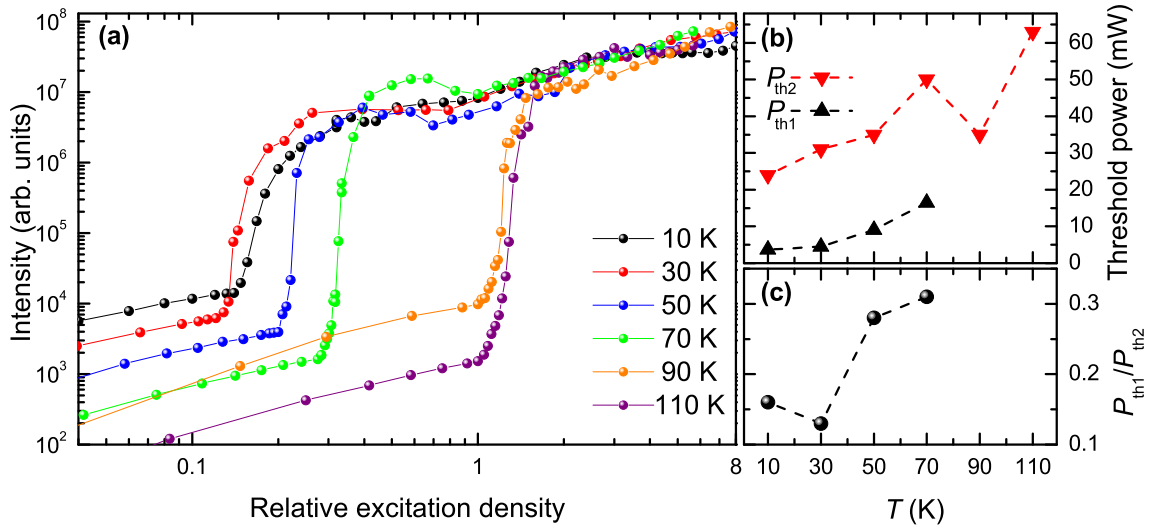 (a)
Intensity (arb. units)
10^8
10^7
10^6
10^5
10^4
10^3
10^2
0.1
1
8
Relative excitation density
10 K
30 K
50 K
70 K
90 K
110 K
(b)
P_th2
P_th1
60
50
40
30
20
10
0
Threshold power (mW)
(c)
0.3
0.2
0.1
P_th1/P_th2
10 30 50 70 90 110
T (K)